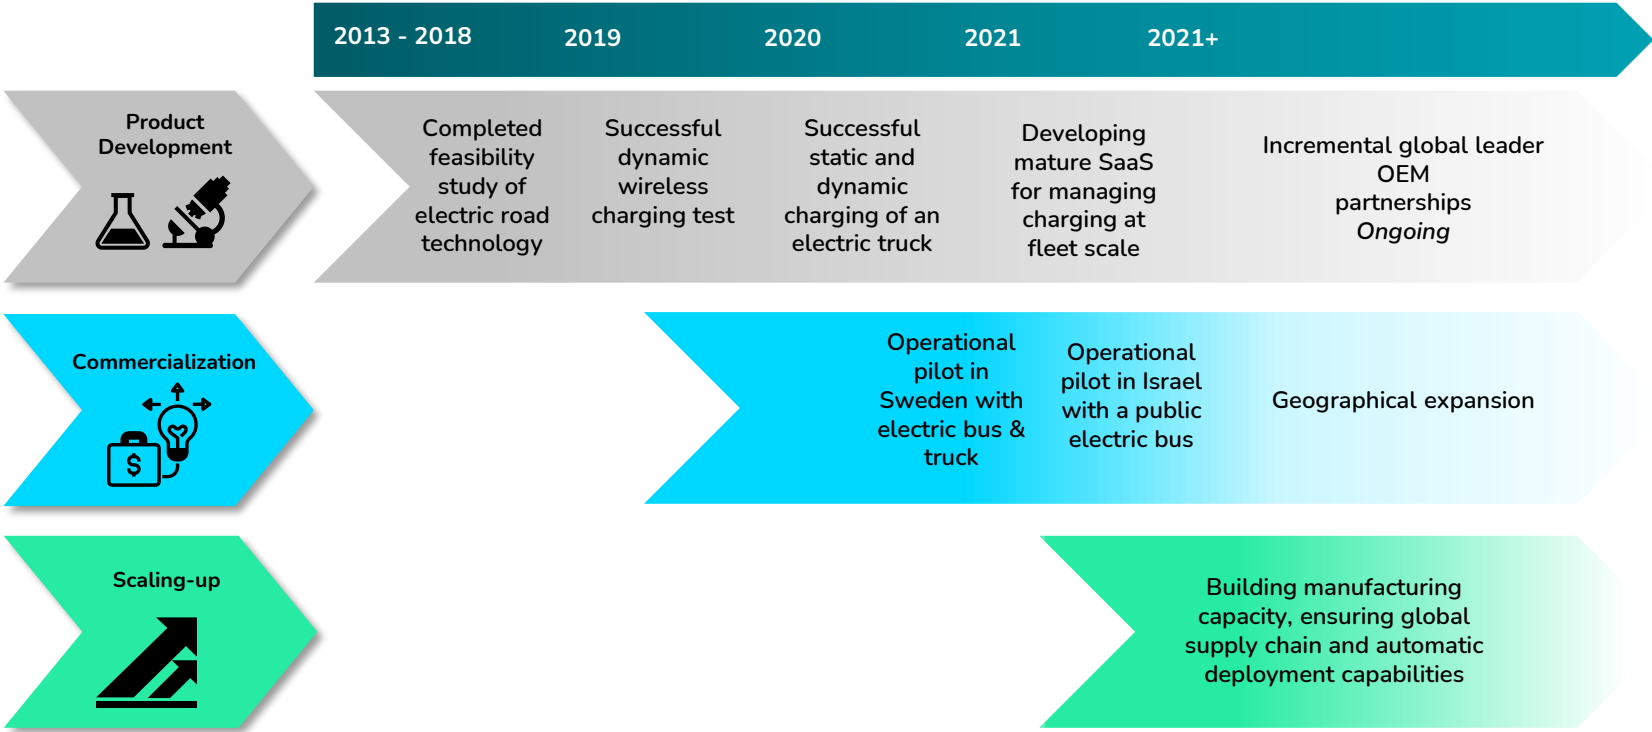 2013 - 2018
2019
2020
2021
2021+
Product
Development
Completed
feasibility
study of
electric road
technology
Successful
dynamic
wireless
charging test
Successful
static and
dynamic
charging of an
electric truck
Developing
mature SaaS
for managing
charging at
fleet scale
Incremental global leader
OEM
partnerships
Ongoing
Commercialization
$
Operational
pilot in
Sweden with
electric bus &
truck
Operational
pilot in Israel
with a public
electric bus
Geographical expansion
Scaling-up
Building manufacturing
capacity, ensuring global
supply chain and automatic
deployment capabilities